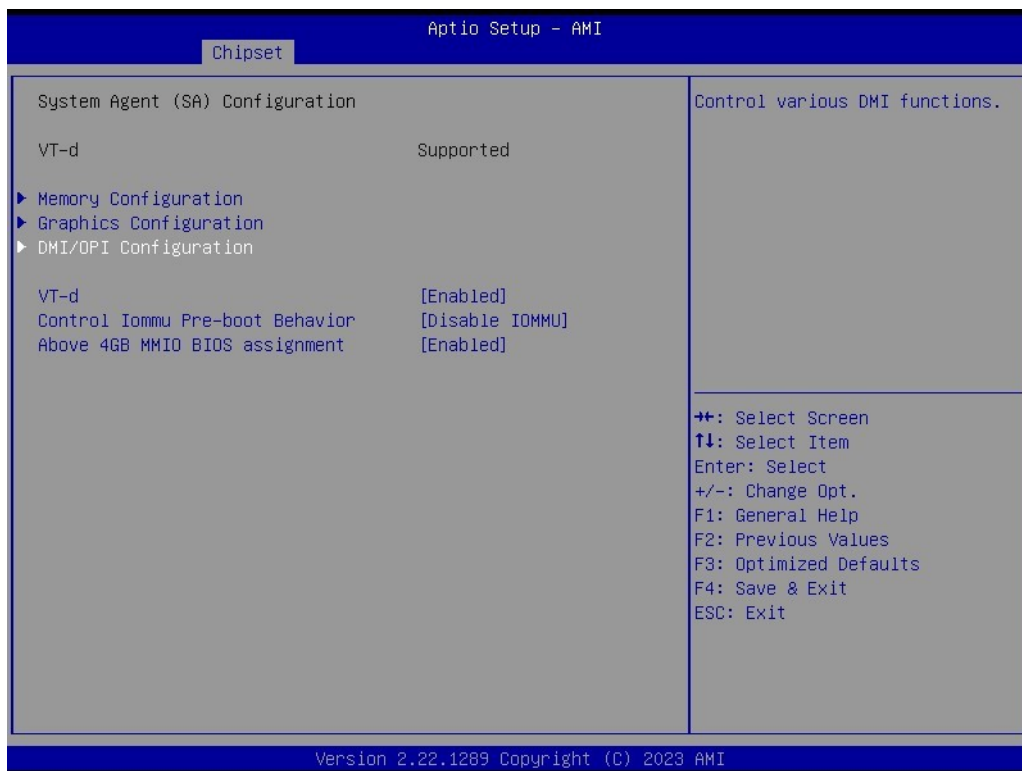 Aptio Setup – AMI
Chipset
System Agent (SA) Configuration
VT-d Supported
Memory Configuration
Graphics Configuration
DMI/OPI Configuration
VT-d [Enabled]
Control Iommu Pre-boot Behavior [Disable IOMMU]
Above 4GB MMIO BIOS assignment [Enabled]
Control various DMI functions.
→←: Select Screen
↑↓: Select Item
Enter: Select
+/-: Change Opt.
F1: General Help
F2: Previous Values
F3: Optimized Defaults
F4: Save & Exit
ESC: Exit
Version 2.22.1289 Copyright (C) 2023 AMI